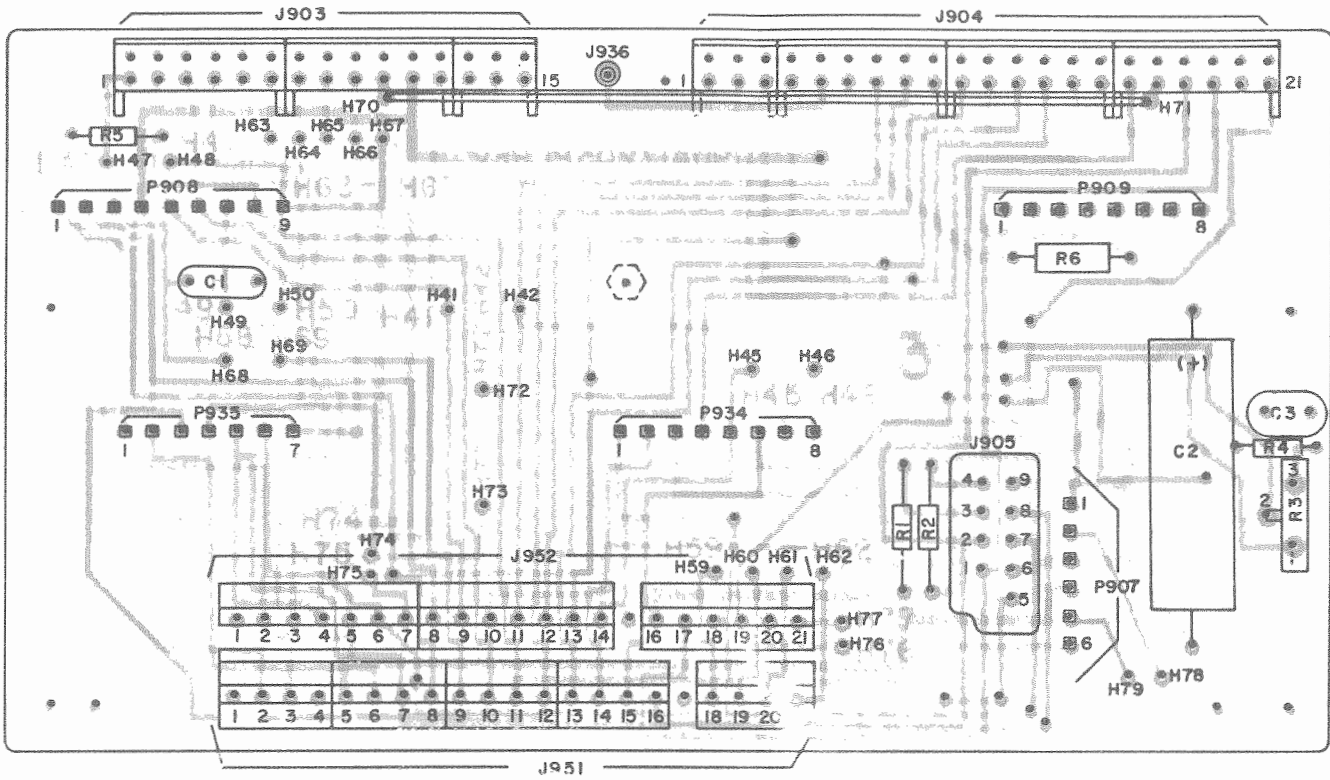 J903 J904
J936
1 15 1 21
H70 H71
R5 H63 H65 H67
H64 H66
H47 H48
P908 P909
1 9 1 8
R6
C1
H50 H41 H42
H49
H69
H68
H45 H46
(+)
H72
P935 P934 C3
1 7 1 8
J905 C2 R4
4 9 3
H73 1
3 8 2 R3
R1 R2
2 7
H74 J952
H75 H59 H60 H61 H62
1 6
P907
5
H77
1 2 3 4 5 6 7 8 9 10 11 12 13 14 16 17 18 19 20 21
H76 6
H79 H78
1 2 3 4 5 6 7 8 9 10 11 12 13 14 15 16 18 19 20
J951